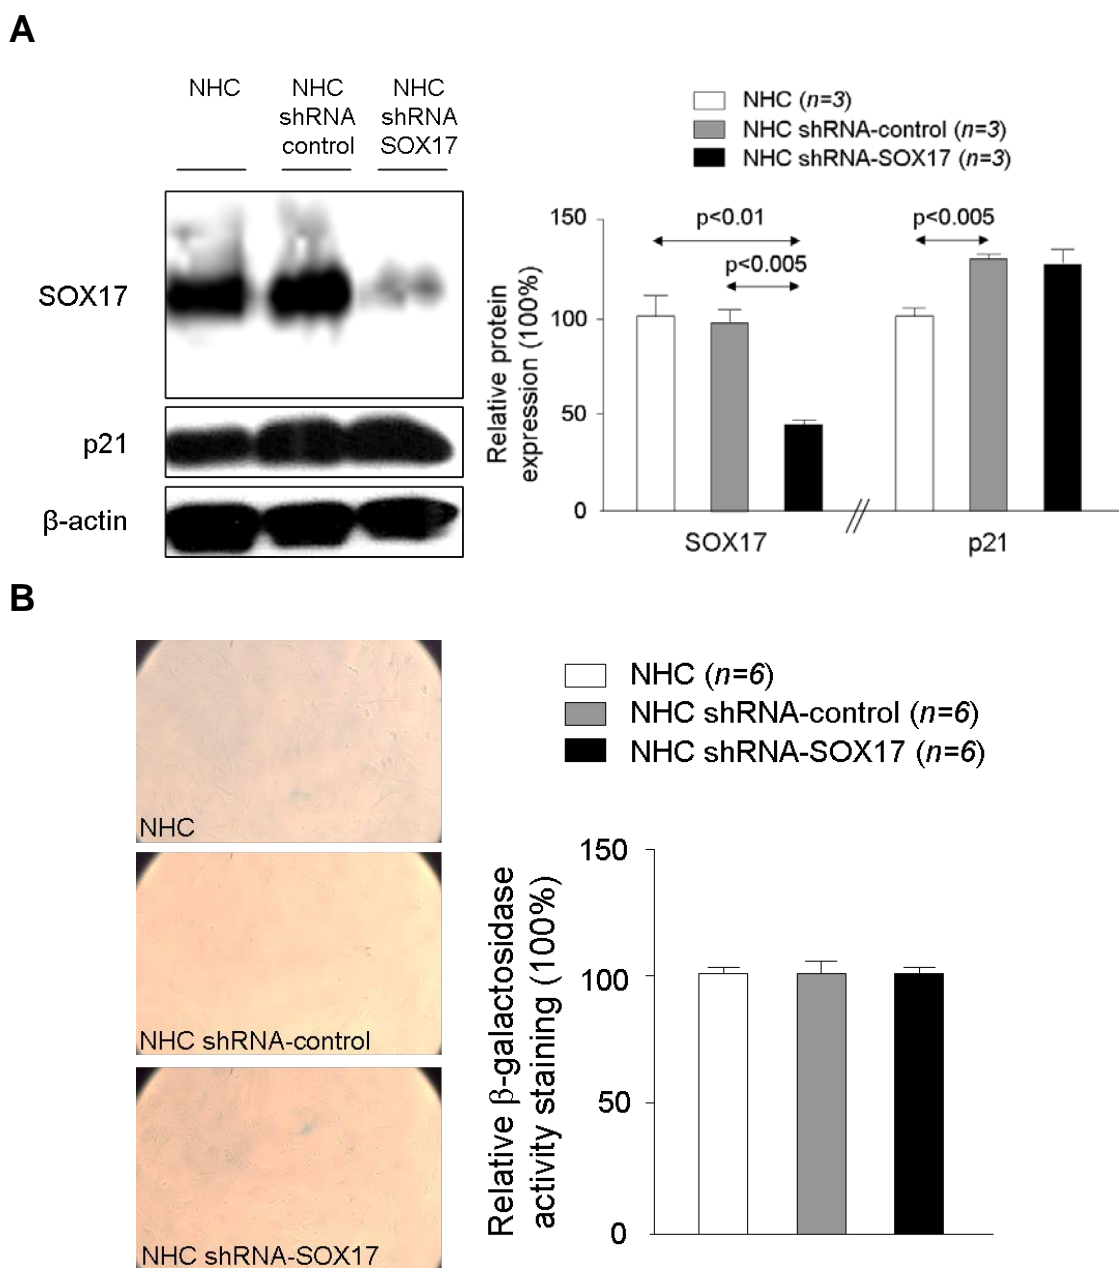 A
NHC
NHC
shRNA
control
NHC
shRNA
SOX17
SOX17
p21
β-actin
NHC (n=3)
NHC shRNA-control (n=3)
NHC shRNA-SOX17 (n=3)
Relative protein
expression (100%)
150
100
50
0
p<0.01
p<0.005
p<0.005
SOX17
p21
B
NHC
NHC shRNA-control
NHC shRNA-SOX17
NHC (n=6)
NHC shRNA-control (n=6)
NHC shRNA-SOX17 (n=6)
Relative β-galactosidase
activity staining (100%)
150
100
50
0